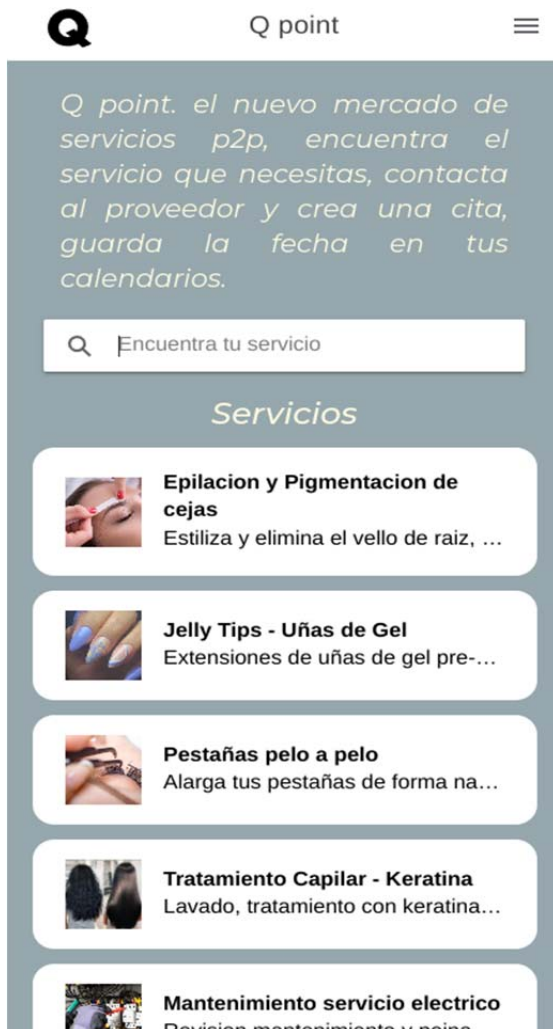 Q
Q point
Q point. el nuevo mercado de
servicios p2p, encuentra el
servicio que necesitas, contacta
al proveedor y crea una cita,
guarda la fecha en tus
calendarios.
Encuentra tu servicio
Servicios
Epilacion y Pigmentacion de
cejas
Estiliza y elimina el vello de raiz, ...
Jelly Tips - Uñas de Gel
Extensiones de uñas de gel pre-...
Pestañas pelo a pelo
Alarga tus pestañas de forma na...
Tratamiento Capilar - Keratina
Lavado, tratamiento con keratina...
Mantenimiento servicio electrico
Revision mantenimiento y